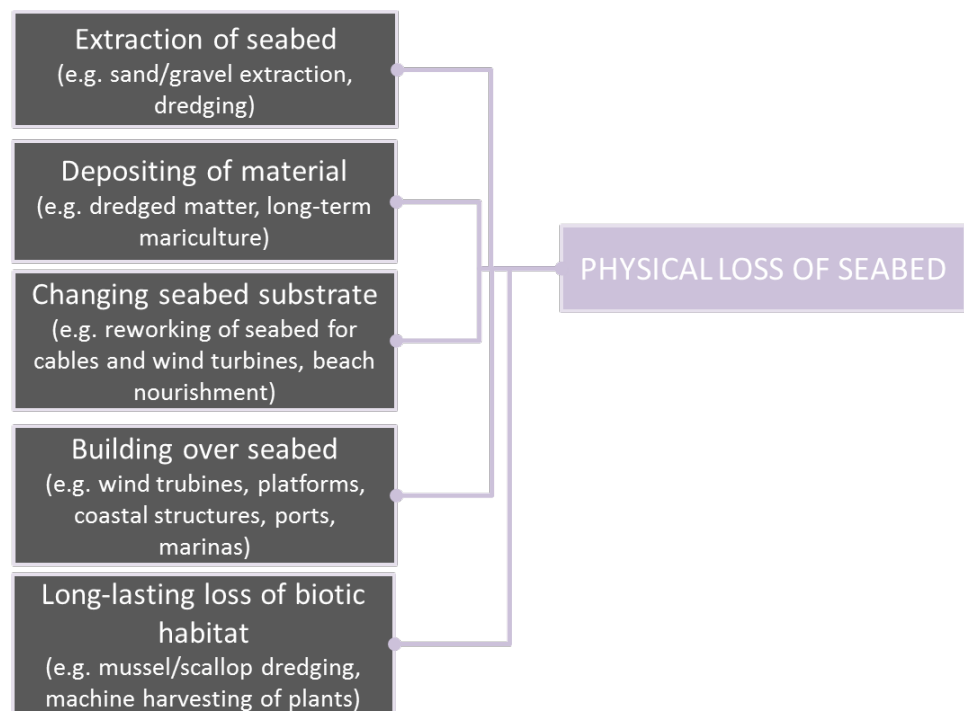 Extraction of seabed
(e.g. sand/gravel extraction,
dredging)
Depositing of material
(e.g. dredged matter, long-term
mariculture)
Changing seabed substrate
(e.g. reworking of seabed for
cables and wind turbines, beach
nourishment)
Building over seabed
(e.g. wind trubines, platforms,
coastal structures, ports,
marinas)
Long-lasting loss of biotic
habitat
(e.g. mussel/scallop dredging,
machine harvesting of plants)
PHYSICAL LOSS OF SEABED